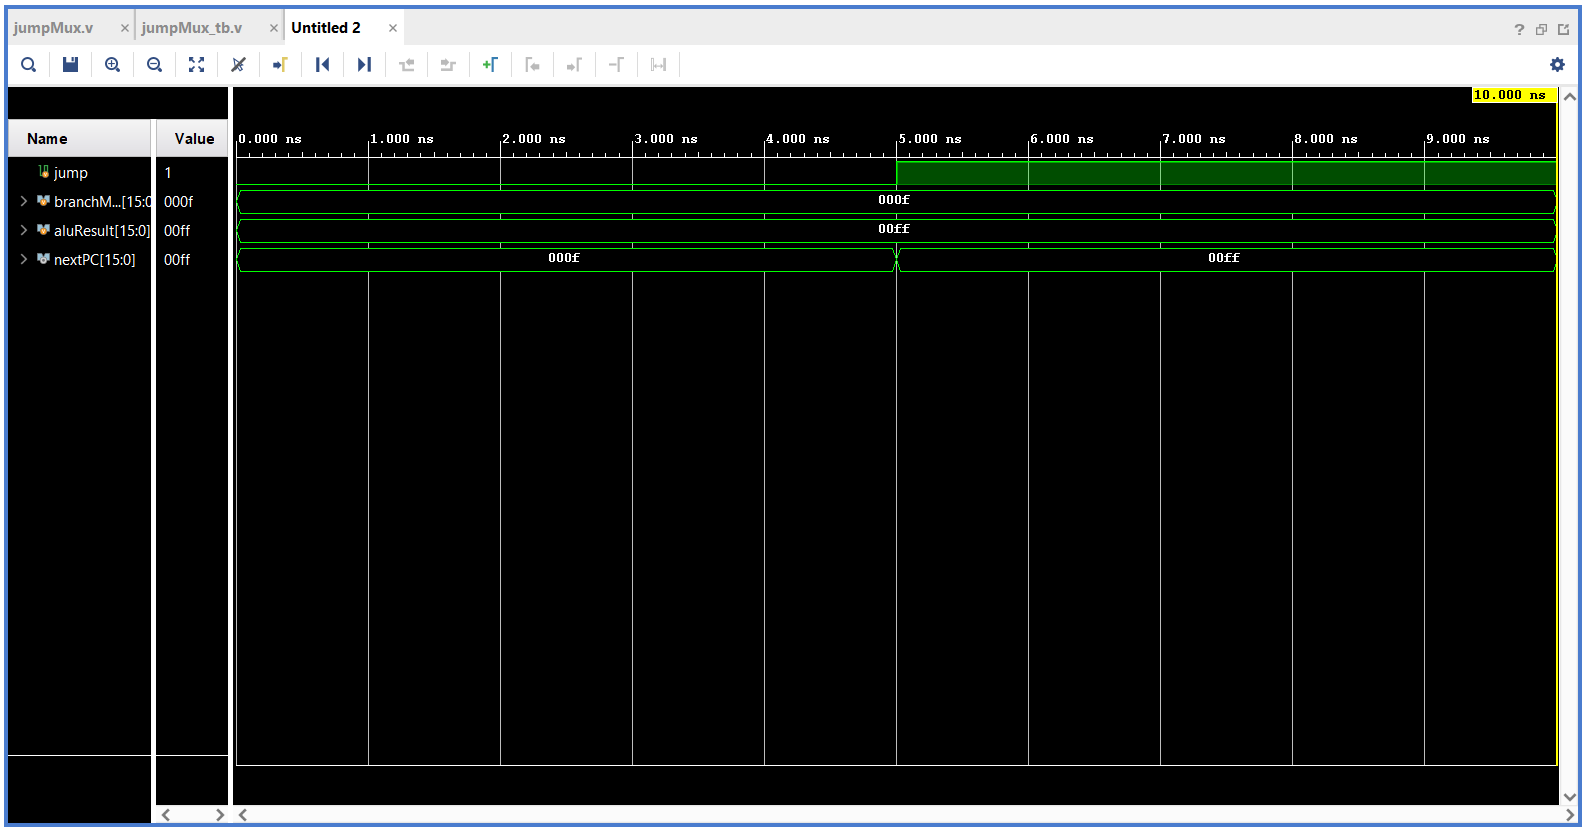 jumpMux.v × jumpMux_tb.v × Untitled 2 ×
?
10.000 ns
Name Value
0.000 ns 1.000 ns 2.000 ns 3.000 ns 4.000 ns 5.000 ns 6.000 ns 7.000 ns 8.000 ns 9.000 ns
jump 1
branchM...[15:0 000f 000f
aluResult[15:0] 00ff 00ff
nextPC[15:0] 00ff 000f 00ff